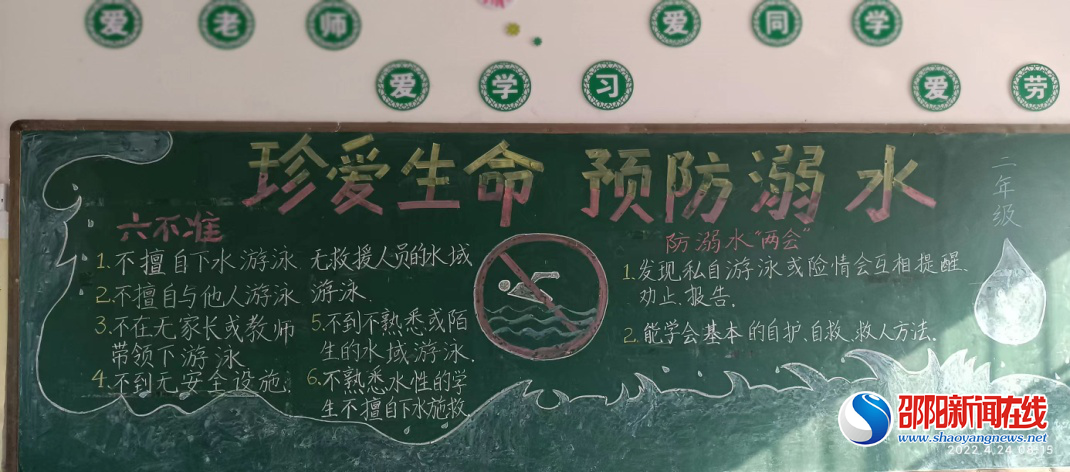 爱老师
爱同学
爱学习
爱劳
珍爱生命 预防溺水
二年级
六不准
1.不擅自下水游泳
2.不擅自与他人游泳
3.不在无家长或教师
带领下游泳
4.不到无安全设施.
无救援人员的水域
游泳.
5.不到不熟悉或陌
生的水域游泳.
6.不熟悉水性的学
生不擅自下水施救
防溺水"两会"
1.发现私自游泳或险情会互相提醒、
劝止.报告.
2.能学会基本的自护、自救、救人方法.
邵阳新闻在线
www.shaoyangnews.net
2022.4.24 08:15